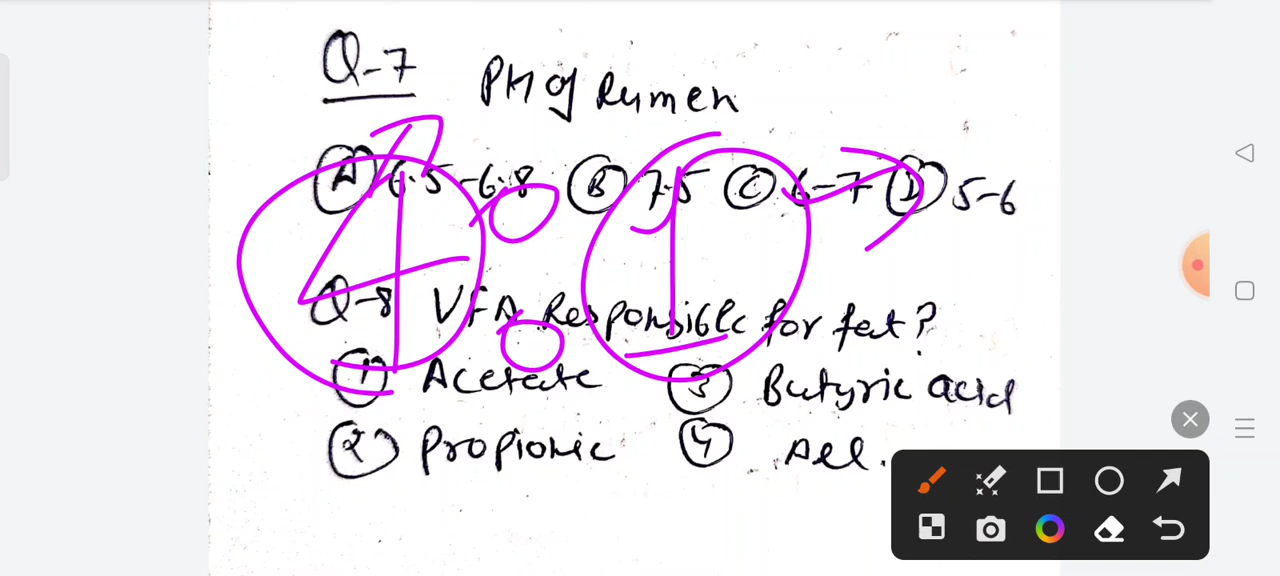 Q-7 PH of Rumen
A 6.5-6.8 B 7.5 C 6-7 D 5-6
Q-8 VFA Responsible for fat?
1 Acetate 3 Butyric acid
2 Propionic 4 All.
4 1